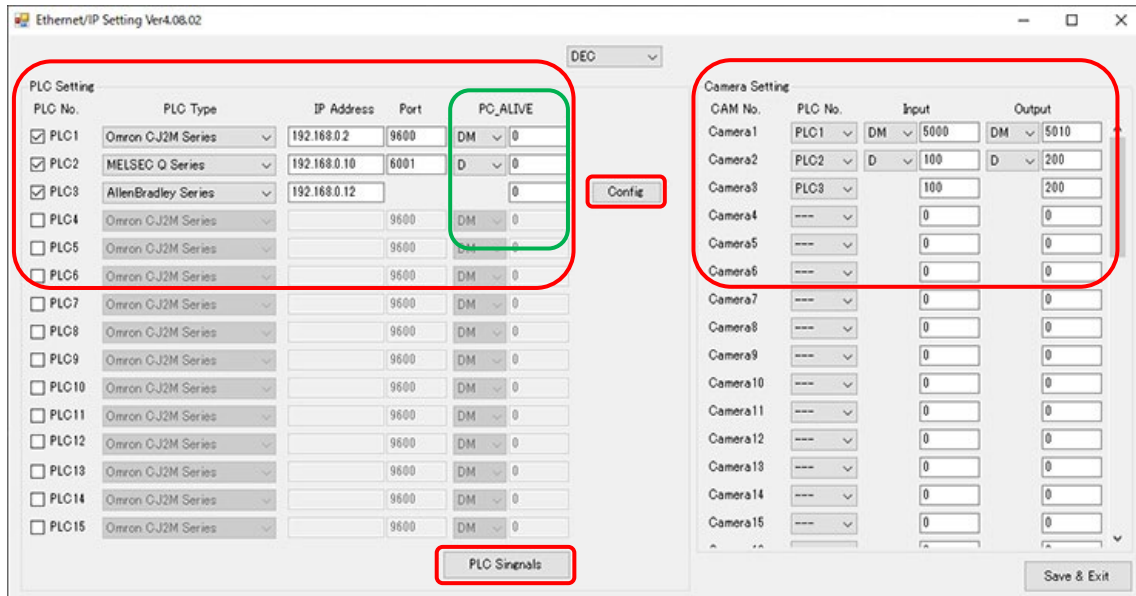 Ethernet/IP Setting Ver4.08.02
DEC
PLC Setting
PLC No. PLC Type IP Address Port PC_ALIVE
PLC1 Omron CJ2M Series 192.168.0.2 9600 DM 0
PLC2 MELSEC Q Series 192.168.0.10 6001 D 0
PLC3 AllenBradley Series 192.168.0.12 0
PLC4 Omron CJ2M Series 9600 DM 0
PLC5 Omron CJ2M Series 9600 DM 0
PLC6 Omron CJ2M Series 9600 DM 0
PLC7 Omron CJ2M Series 9600 DM 0
PLC8 Omron CJ2M Series 9600 DM 0
PLC9 Omron CJ2M Series 9600 DM 0
PLC10 Omron CJ2M Series 9600 DM 0
PLC11 Omron CJ2M Series 9600 DM 0
PLC12 Omron CJ2M Series 9600 DM 0
PLC13 Omron CJ2M Series 9600 DM 0
PLC14 Omron CJ2M Series 9600 DM 0
PLC15 Omron CJ2M Series 9600 DM 0
Config
PLC Singnals
Camera Setting
CAM No. PLC No. Input Output
Camera1 PLC1 DM 5000 DM 5010
Camera2 PLC2 D 100 D 200
Camera3 PLC3 100 200
Camera4 --- 0 0
Camera5 --- 0 0
Camera6 --- 0 0
Camera7 --- 0 0
Camera8 --- 0 0
Camera9 --- 0 0
Camera10 --- 0 0
Camera11 --- 0 0
Camera12 --- 0 0
Camera13 --- 0 0
Camera14 --- 0 0
Camera15 --- 0 0
Save & Exit